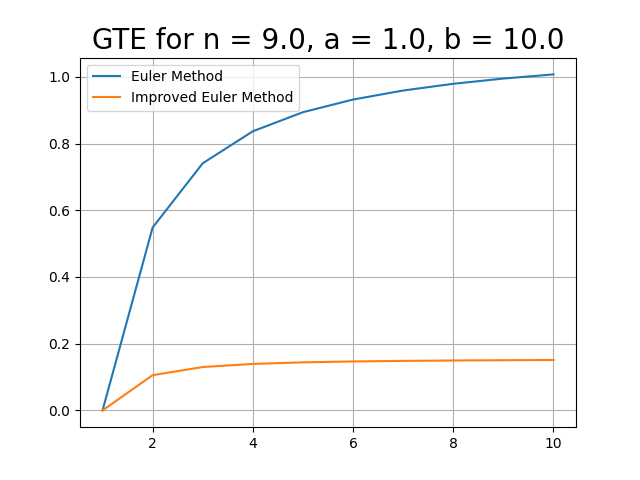 GTE for n = 9.0, a = 1.0, b = 10.0
Euler Method
Improved Euler Method
1.0
0.8
0.6
0.4
0.2
0.0
2 4 6 8 10